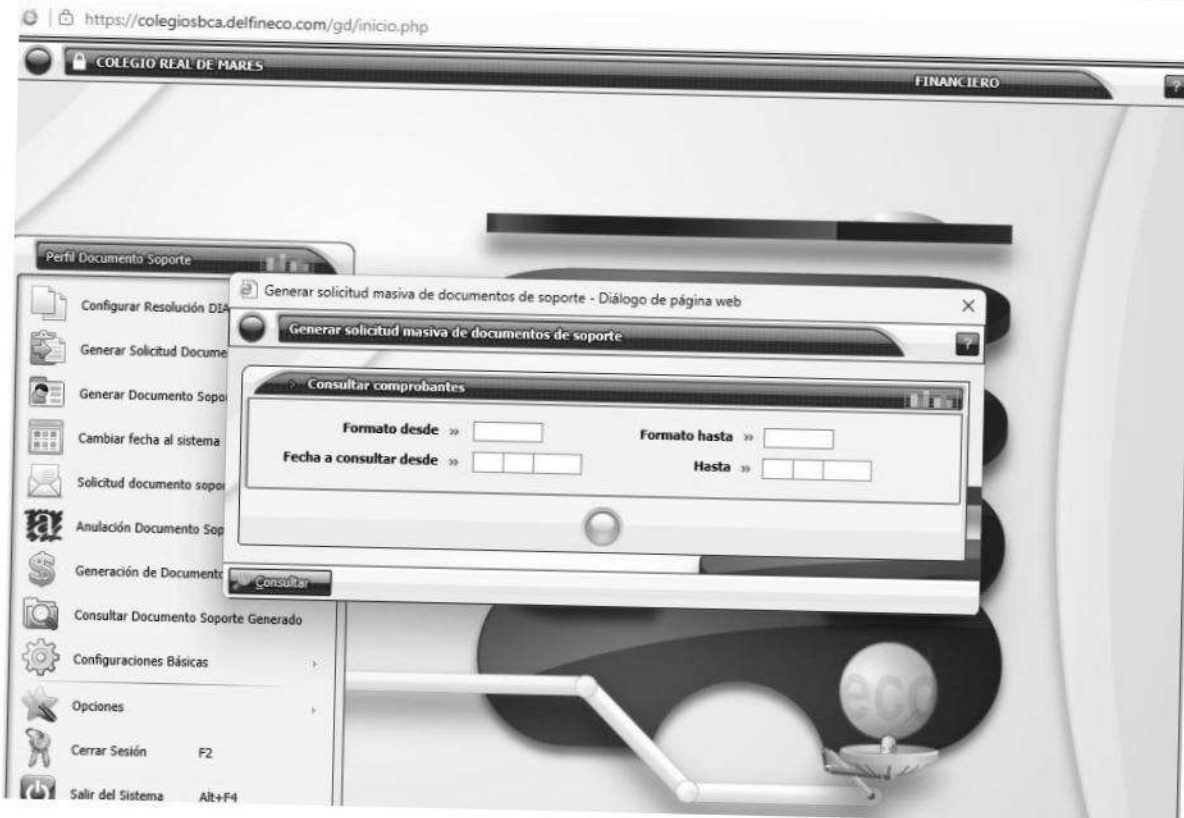 https://colegiosbca.delfineco.com/gd/inicio.php
COLEGIO REAL DE MARES
FINANCIERO
?
Perfil Documento Soporte
Configurar Resolución DIA
Generar Solicitud Docume
Generar Documento Sopo
Cambiar fecha al sistema
Solicitud documento sopor
Anulación Documento Sop
Generación de Documento
Consultar Documento Soporte Generado
Configuraciones Básicas
Opciones
Cerrar Sesión F2
Salir del Sistema Alt+F4
Generar solicitud masiva de documentos de soporte - Diálogo de página web
Generar solicitud masiva de documentos de soporte
?
Consultar comprobantes
Formato desde »
Formato hasta »
Fecha a consultar desde »
Hasta »
Consultar
eco